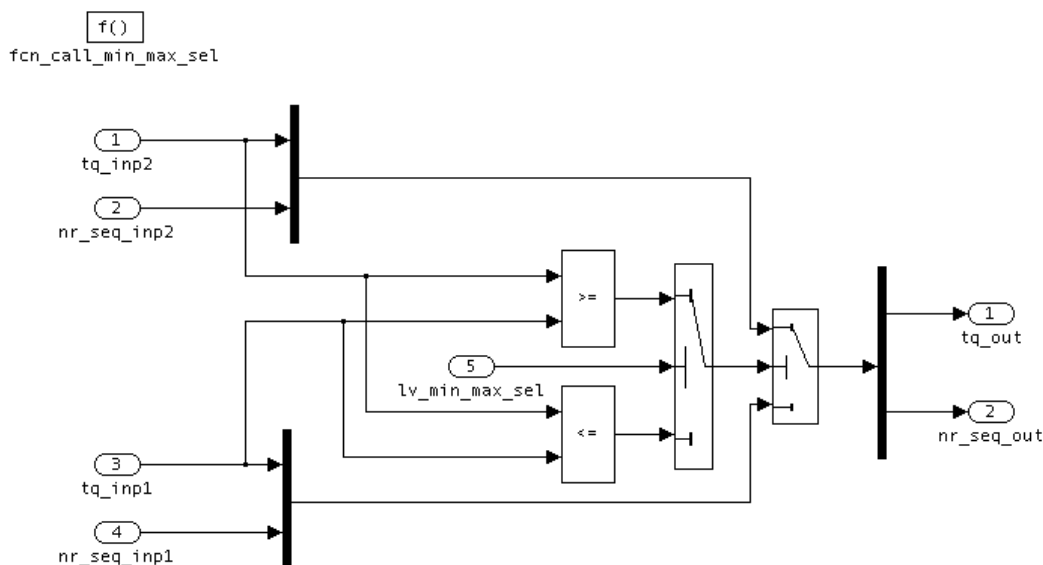 f()
fcn_call_min_max_sel
1
tq_inp2
2
nr_seq_inp2
>=
5
lv_min_max_sel
<=
3
tq_inp1
4
nr_seq_inp1
1
tq_out
2
nr_seq_out